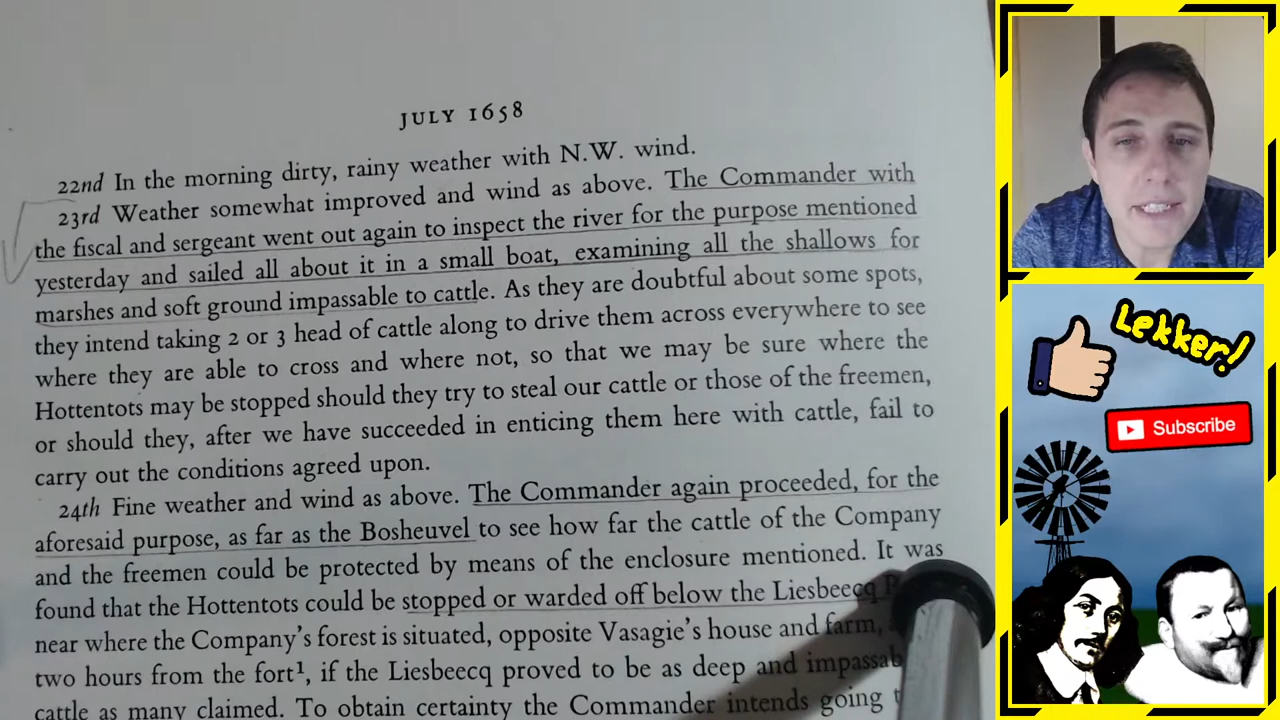 JULY 1658
22nd In the morning dirty, rainy weather with N.W. wind.
23rd Weather somewhat improved and wind as above. The Commander with
the fiscal and sergeant went out again to inspect the river for the purpose mentioned
yesterday and sailed all about it in a small boat, examining all the shallows for
marshes and soft ground impassable to cattle. As they are doubtful about some spots,
they intend taking 2 or 3 head of cattle along to drive them across everywhere to see
where they are able to cross and where not, so that we may be sure where the
Hottentots may be stopped should they try to steal our cattle or those of the freemen,
or should they, after we have succeeded in enticing them here with cattle, fail to
carry out the conditions agreed upon.
24th Fine weather and wind as above. The Commander again proceeded, for the
aforesaid purpose, as far as the Bosheuvel to see how far the cattle of the Company
and the freemen could be protected by means of the enclosure mentioned. It was
found that the Hottentots could be stopped or warded off below the Liesbeecq
near where the Company's forest is situated, opposite Vasagie's house and farm,
two hours from the fort¹, if the Liesbeecq proved to be as deep and
cattle as many claimed. To obtain certainty the Commander intends going
Lekker!
Subscribe